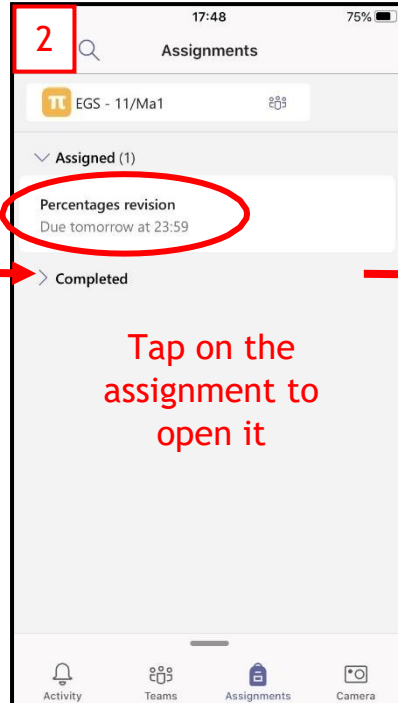 2
17:48
75%
Assignments
π EGS - 11/Ma1
Assigned (1)
Percentages revision
Due tomorrow at 23:59
Completed
Tap on the
assignment to
open it
Activity Teams Assignments Camera